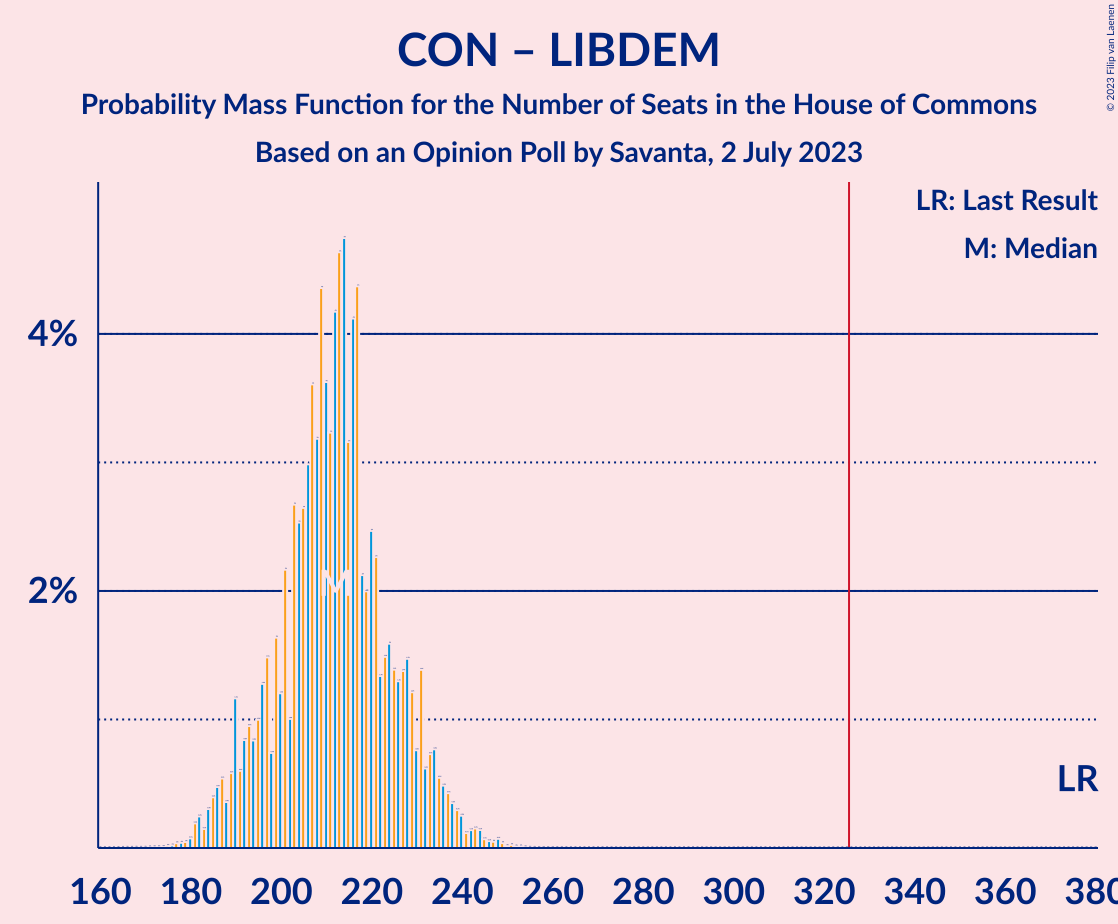 CON – LIBDEM
Probability Mass Function for the Number of Seats in the House of Commons
Based on an Opinion Poll by Savanta, 2 July 2023
© 2023 Filip van Laenen
LR: Last Result
M: Median
4%
2%
M
LR
160 180 200 220 240 260 280 300 320 340 360 380